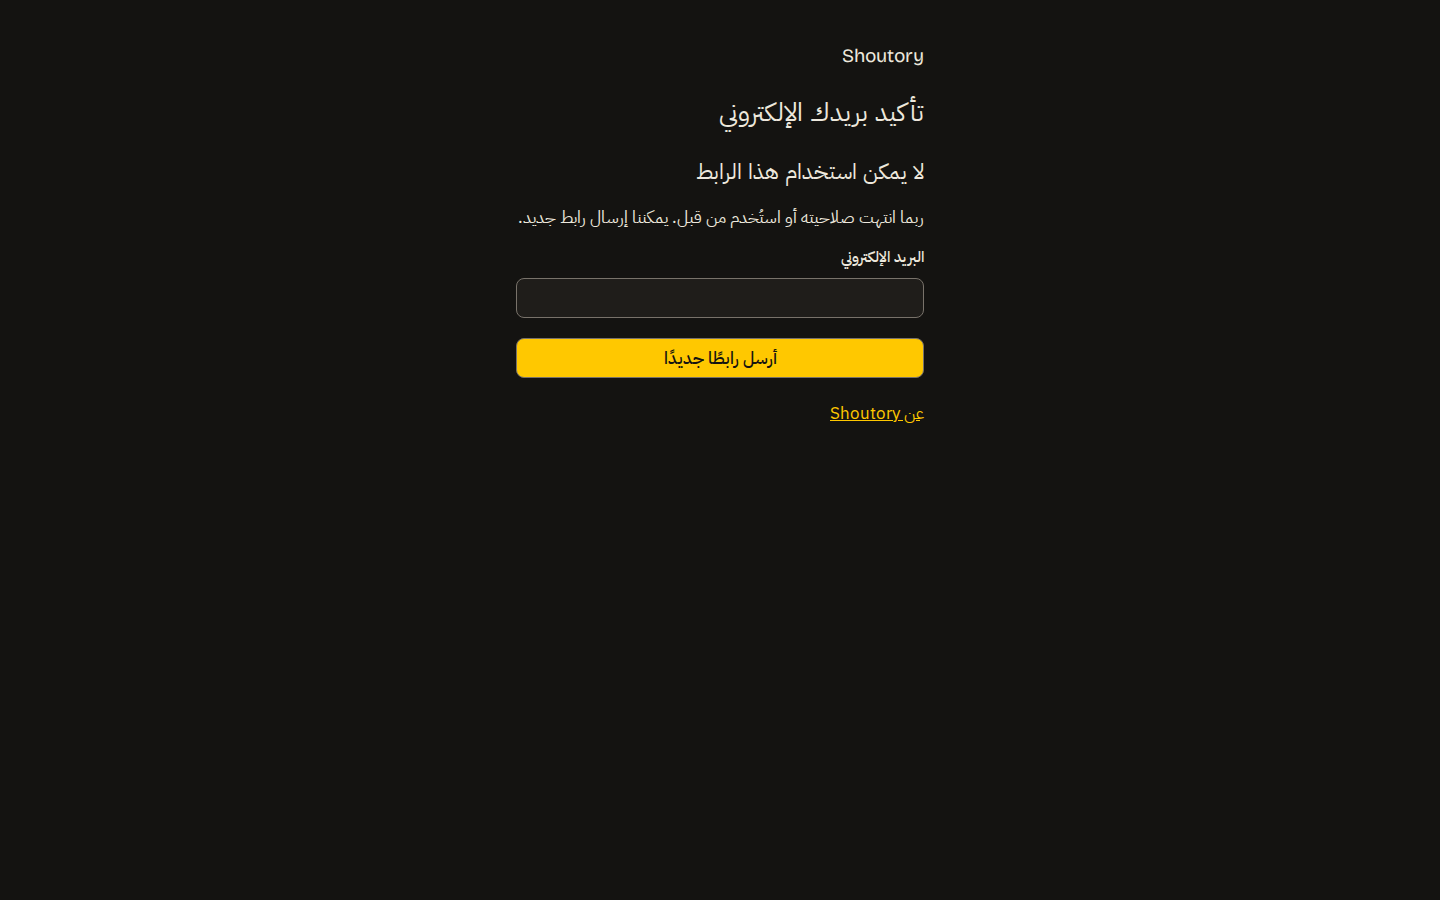 Shoutory
تأكيد بريدك الإلكتروني
لا يمكن استخدام هذا الرابط
ربما انتهت صلاحيته أو استُخدم من قبل. يمكننا إرسال رابط جديد.
البريد الإلكتروني
أرسل رابطًا جديدًا
عن Shoutory